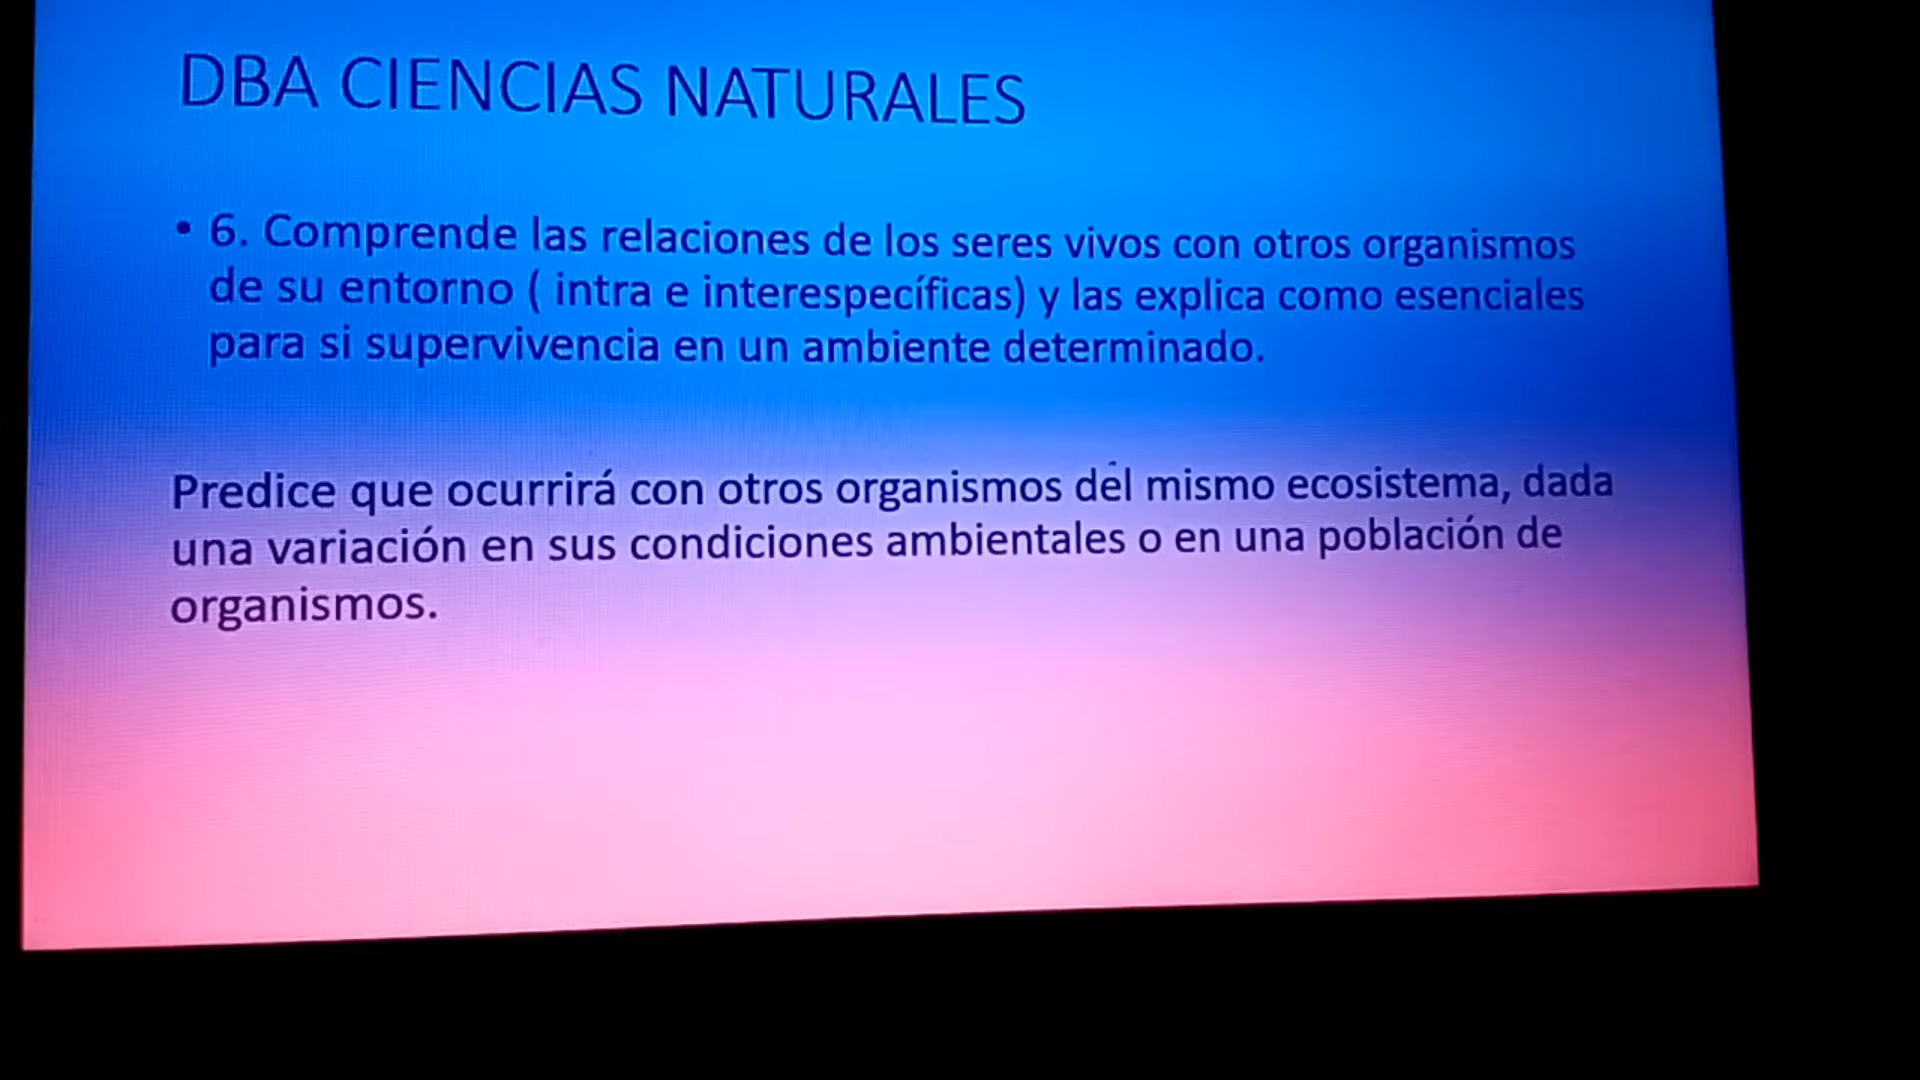 DBA CIENCIAS NATURALES
• 6. Comprende las relaciones de los seres vivos con otros organismos
de su entorno ( intra e interespecíficas) y las explica como esenciales
para si supervivencia en un ambiente determinado.
Predice que ocurrirá con otros organismos del mismo ecosistema, dada
una variación en sus condiciones ambientales o en una población de
organismos.